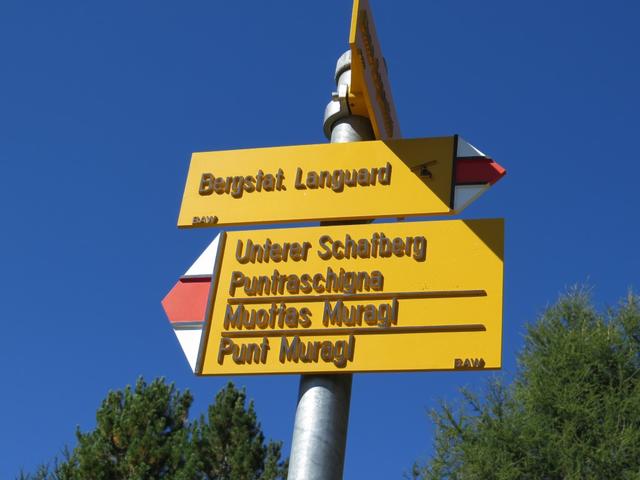 Bergstat. Languard
BAW
Unterer Schafberg
Puntraschigna
Muottas Muragl
Punt Muragl
BAW